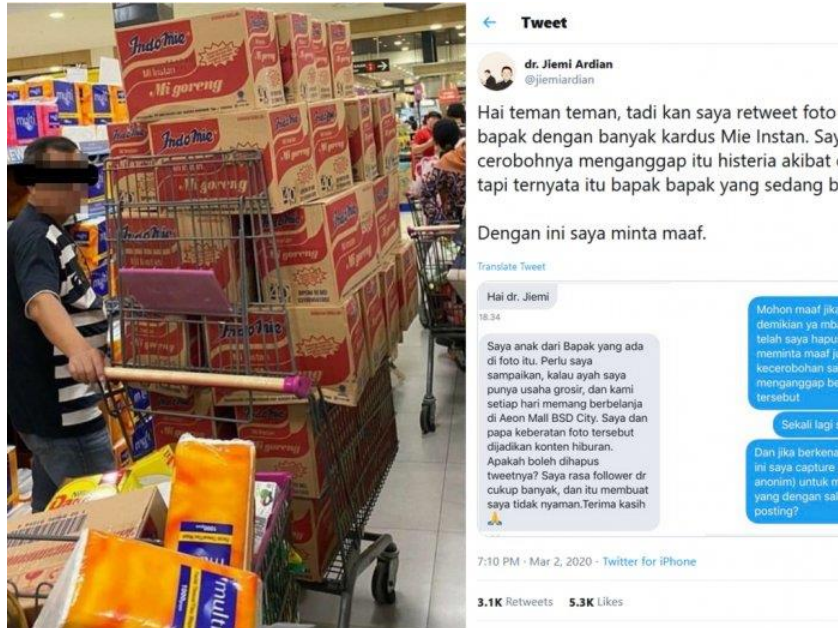 IndoMie
Mi Instan
Mi goreng
IndoMie
Mi goreng
IndoMie
IndoMie
multi
multi
1000gram
← Tweet
dr. Jiemi Ardian
@jiemiardian
Hai teman teman, tadi kan saya retweet foto
bapak dengan banyak kardus Mie Instan. Say
cerobohnya menganggap itu histeria akibat
tapi ternyata itu bapak bapak yang sedang b
Dengan ini saya minta maaf.
Translate Tweet
Hai dr. Jiemi
18.34
Saya anak dari Bapak yang ada
di foto itu. Perlu saya
sampaikan, kalau ayah saya
punya usaha grosir, dan kami
setiap hari memang berbelanja
di Aeon Mall BSD City. Saya dan
papa keberatan foto tersebut
dijadikan konten hiburan.
Apakah boleh dihapus
tweetnya? Saya rasa follower dr
cukup banyak, dan itu membuat
saya tidak nyaman.Terima kasih
🙏
Mohon maaf jika
demikian ya m
telah saya hapu
meminta maaf j
kecerobohan sa
menganggap be
tersebut
Sekali lagi s
Dan jika berkena
ini saya capture
anonim) untuk m
yang dengan sal
posting?
7:10 PM · Mar 2, 2020 · Twitter for iPhone
3.1K Retweets 5.3K Likes